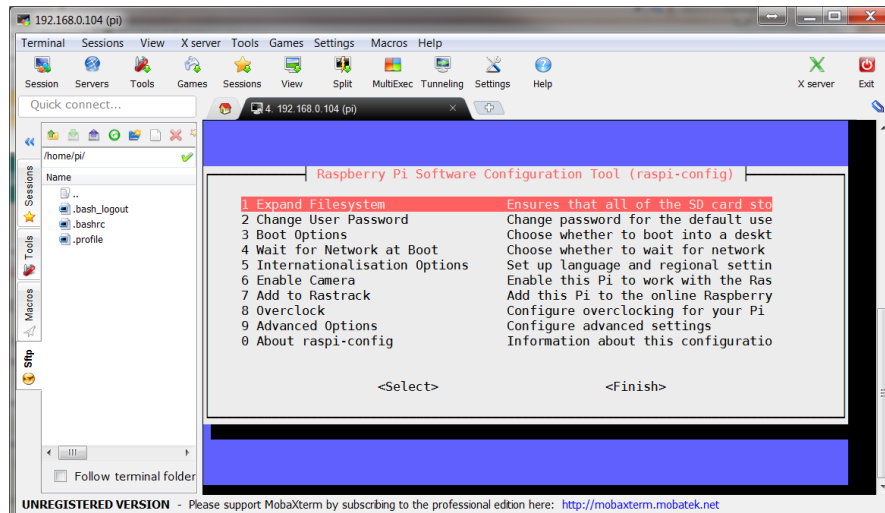 192.168.0.104 (pi)
Terminal Sessions View X server Tools Games Settings Macros Help
Session Servers Tools Games Sessions View Split MultiExec Tunneling Settings Help X server Exit
Quick connect...
4. 192.168.0.104 (pi)
/home/pi/
Name
..
.bash_logout
.bashrc
.profile
Sessions
Tools
Macros
Sftp
Follow terminal folder
Raspberry Pi Software Configuration Tool (raspi-config)
1 Expand Filesystem Ensures that all of the SD card sto
2 Change User Password Change password for the default use
3 Boot Options Choose whether to boot into a deskt
4 Wait for Network at Boot Choose whether to wait for network
5 Internationalisation Options Set up language and regional settin
6 Enable Camera Enable this Pi to work with the Ras
7 Add to Rastrack Add this Pi to the online Raspberry
8 Overclock Configure overclocking for your Pi
9 Advanced Options Configure advanced settings
0 About raspi-config Information about this configuratio
<Select> <Finish>
UNREGISTERED VERSION - Please support MobaXterm by subscribing to the professional edition here: http://mobaxterm.mobatek.net